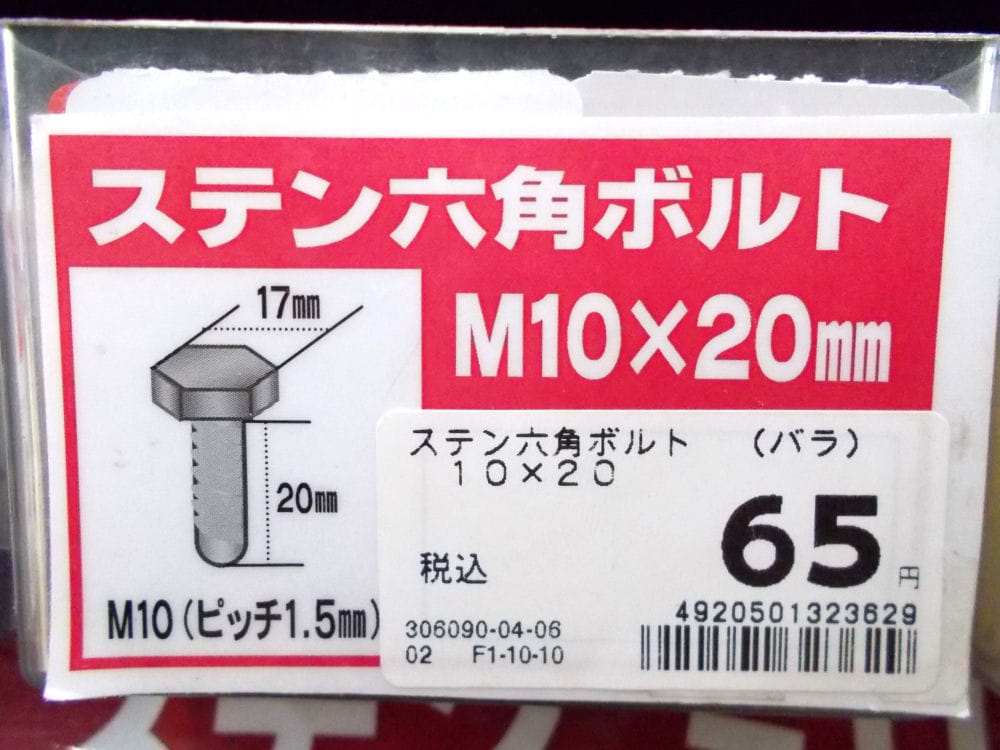 ステン六角ボルト
M10×20mm
17mm
20mm
M10(ピッチ1.5mm)
ステン六角ボルト (バラ)
10×20
税込
65円
4920501323629
306090-04-06
02 F1-10-10